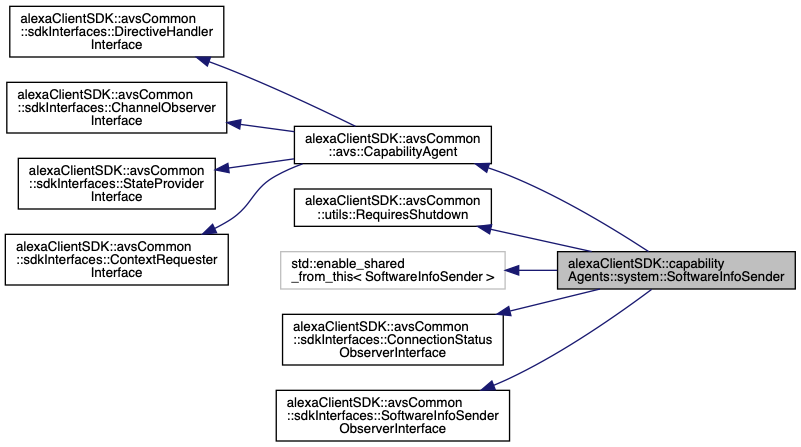 alexaClientSDK::avsCommon
::sdkInterfaces::DirectiveHandler
Interface
alexaClientSDK::avsCommon
::sdkInterfaces::ChannelObserver
Interface
alexaClientSDK::avsCommon
::sdkInterfaces::StateProvider
Interface
alexaClientSDK::avsCommon
::sdkInterfaces::ContextRequester
Interface
alexaClientSDK::avsCommon
::avs::CapabilityAgent
alexaClientSDK::avsCommon
::utils::RequiresShutdown
std::enable_shared
_from_this< SoftwareInfoSender >
alexaClientSDK::avsCommon
::sdkInterfaces::ConnectionStatus
ObserverInterface
alexaClientSDK::avsCommon
::sdkInterfaces::SoftwareInfoSender
ObserverInterface
alexaClientSDK::capability
Agents::system::SoftwareInfoSender